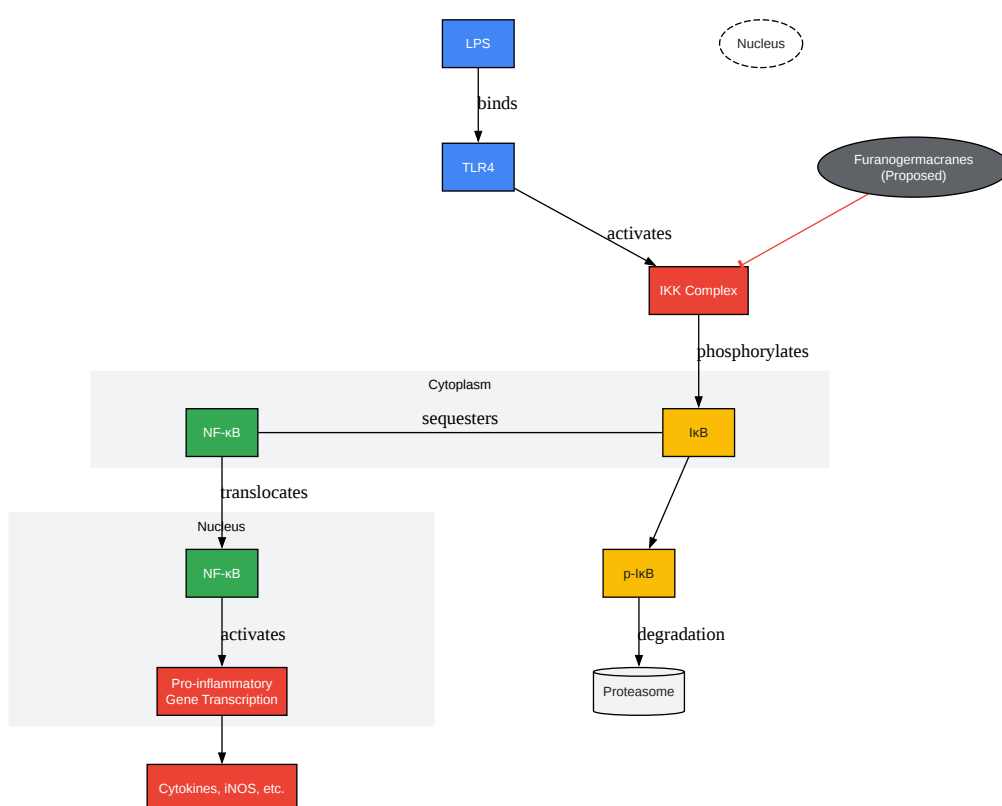 LPS
Nucleus
binds
TLR4
Furanogermacranes
(Proposed)
activates
IKK Complex
phosphorylates
Cytoplasm
NF-κB
sequesters
IκB
translocates
Nucleus
NF-κB
p-IκB
activates
degradation
Pro-inflammatory
Gene Transcription
Proteasome
Cytokines, iNOS, etc.